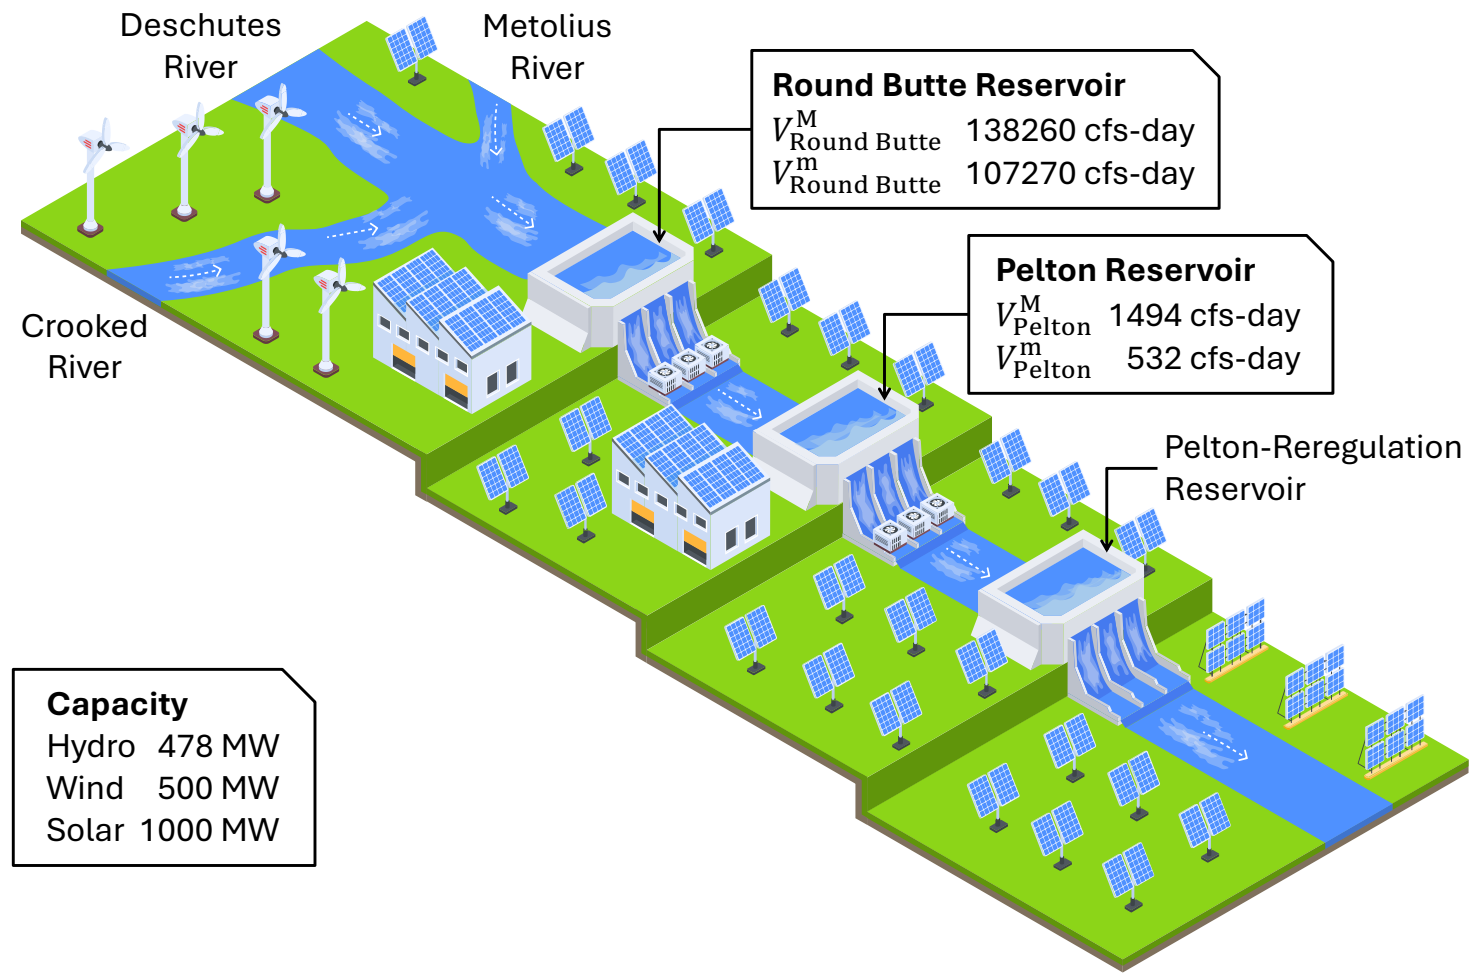 Deschutes
River
Metolius
River
Round Butte Reservoir
V^M_Round Butte 138260 cfs-day
V^m_Round Butte 107270 cfs-day
Pelton Reservoir
V^M_Pelton 1494 cfs-day
V^m_Pelton 532 cfs-day
Crooked
River
Pelton-Reregulation
Reservoir
Capacity
Hydro 478 MW
Wind 500 MW
Solar 1000 MW